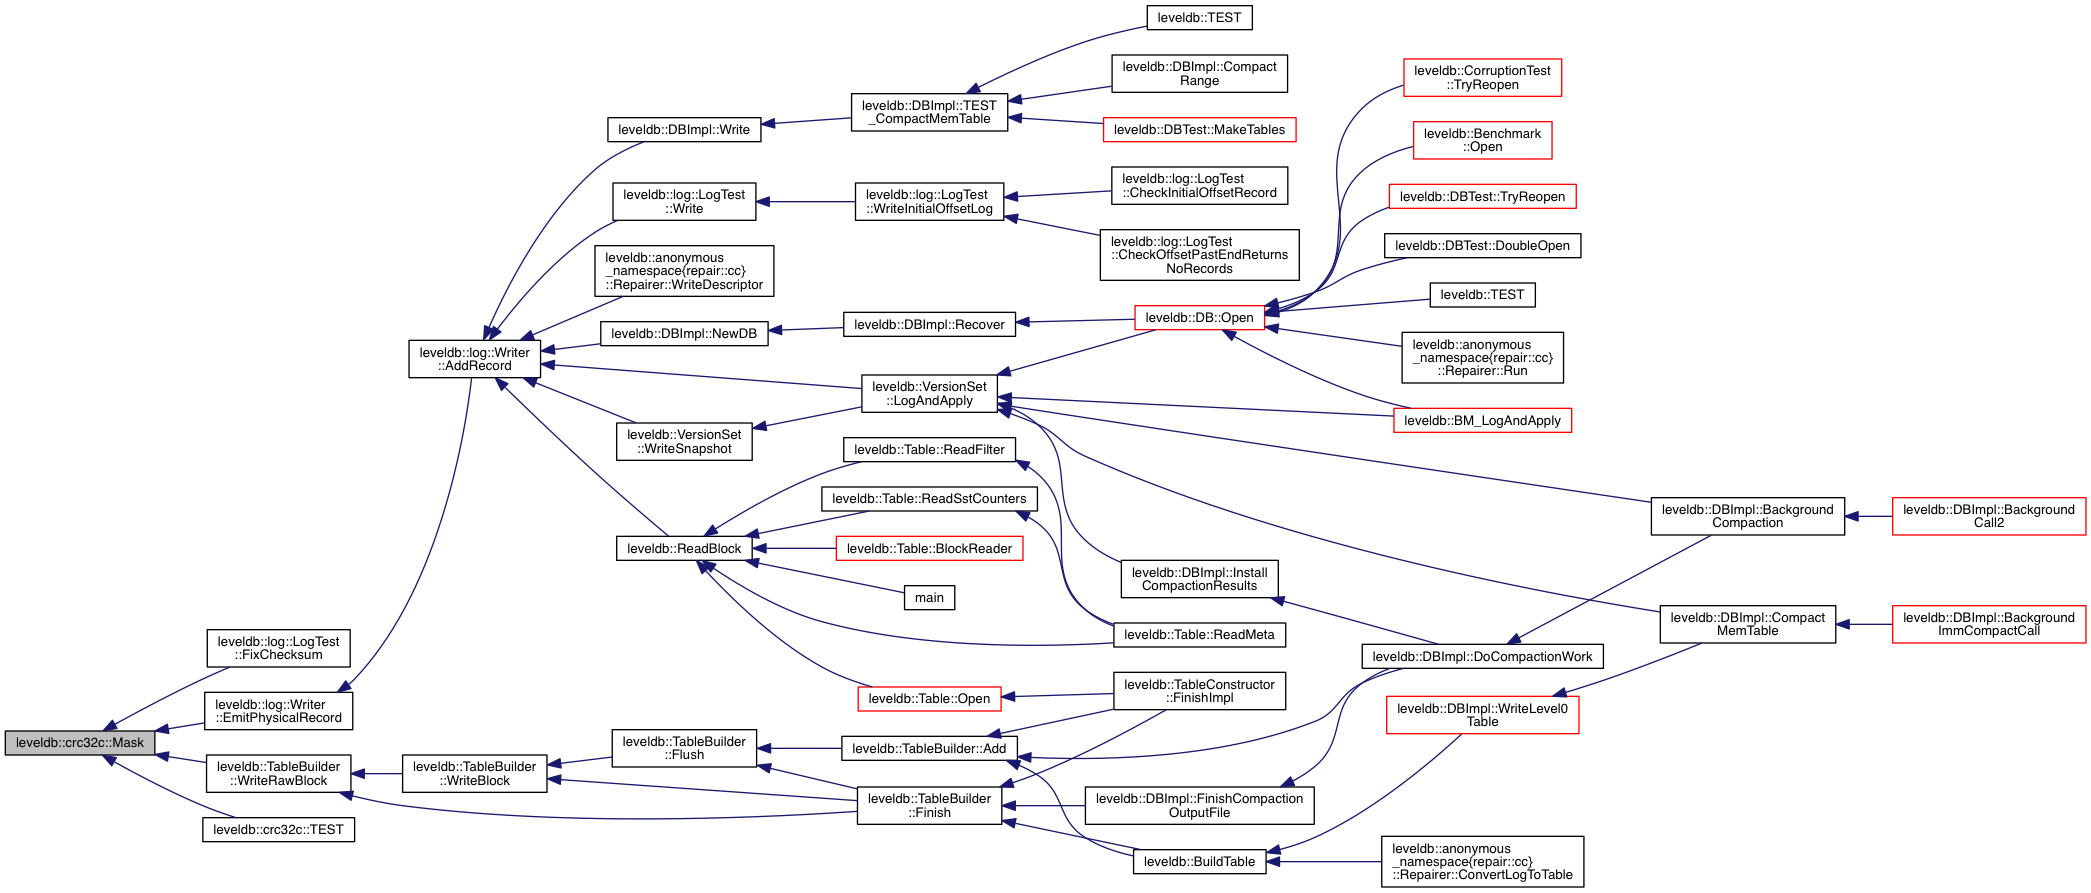 leveldb::TEST
leveldb::DBImpl::Compact
Range
leveldb::CorruptionTest
::TryReopen
leveldb::DBImpl::TEST
_CompactMemTable
leveldb::DBImpl::Write
leveldb::DBTest::MakeTables
leveldb::Benchmark
::Open
leveldb::log::LogTest
::Write
leveldb::log::LogTest
::WriteInitialOffsetLog
leveldb::log::LogTest
::CheckInitialOffsetRecord
leveldb::DBTest::TryReopen
leveldb::log::LogTest
::CheckOffsetPastEndReturns
NoRecords
leveldb::DBTest::DoubleOpen
leveldb::anonymous
_namespace{repair::cc}
::Repairer::WriteDescriptor
leveldb::TEST
leveldb::DBImpl::NewDB
leveldb::DBImpl::Recover
leveldb::DB::Open
leveldb::anonymous
_namespace{repair::cc}
::Repairer::Run
leveldb::log::Writer
::AddRecord
leveldb::VersionSet
::LogAndApply
leveldb::BM_LogAndApply
leveldb::VersionSet
::WriteSnapshot
leveldb::Table::ReadFilter
leveldb::Table::ReadSstCounters
leveldb::DBImpl::Background
Compaction
leveldb::DBImpl::Background
Call2
leveldb::ReadBlock
leveldb::Table::BlockReader
leveldb::DBImpl::Install
CompactionResults
main
leveldb::Table::ReadMeta
leveldb::DBImpl::Compact
MemTable
leveldb::DBImpl::Background
ImmCompactCall
leveldb::log::LogTest
::FixChecksum
leveldb::DBImpl::DoCompactionWork
leveldb::log::Writer
::EmitPhysicalRecord
leveldb::Table::Open
leveldb::TableConstructor
::FinishImpl
leveldb::DBImpl::WriteLevel0
Table
leveldb::crc32c::Mask
leveldb::TableBuilder
::Flush
leveldb::TableBuilder::Add
leveldb::TableBuilder
::WriteRawBlock
leveldb::TableBuilder
::WriteBlock
leveldb::TableBuilder
::Finish
leveldb::DBImpl::FinishCompaction
OutputFile
leveldb::crc32c::TEST
leveldb::BuildTable
leveldb::anonymous
_namespace{repair::cc}
::Repairer::ConvertLogToTable